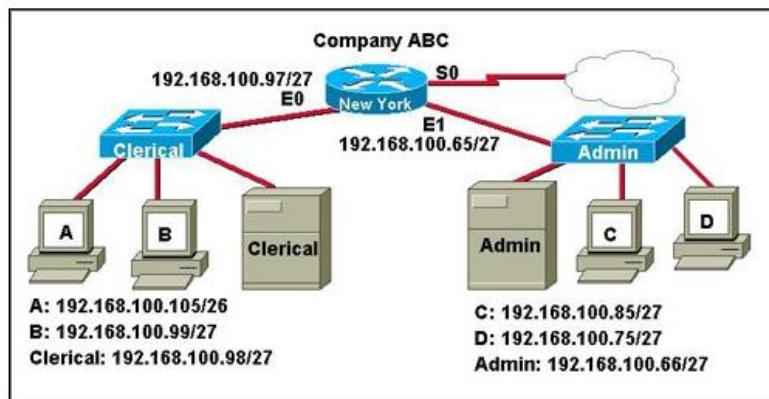 Company ABC
192.168.100.97/27
S0
E0
New York
E1
192.168.100.65/27
Clerical
Admin
A
B
Clerical
Admin
C
D
A: 192.168.100.105/26
B: 192.168.100.99/27
Clerical: 192.168.100.98/27
C: 192.168.100.85/27
D: 192.168.100.75/27
Admin: 192.168.100.66/27